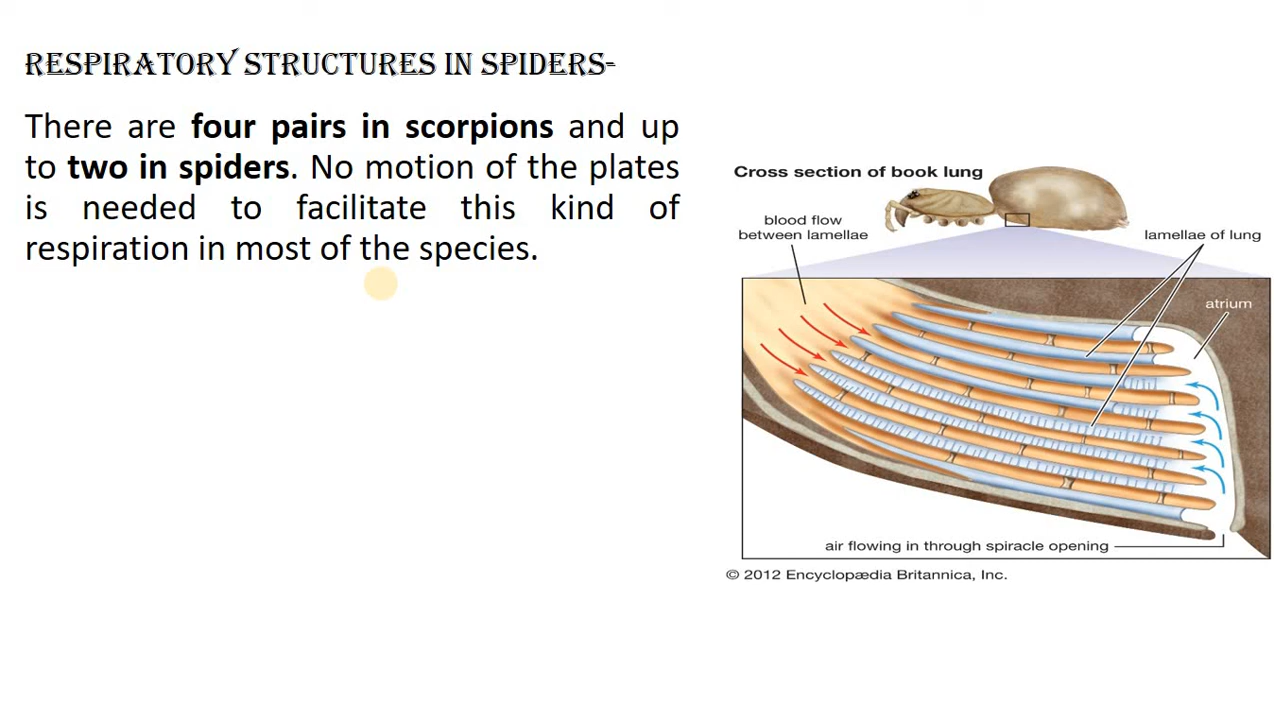 RESPIRATORY STRUCTURES IN SPIDERS-
There are four pairs in scorpions and up
to two in spiders. No motion of the plates
is needed to facilitate this kind of
respiration in most of the species.
Cross section of book lung
blood flow
between lamellae
lamellae of lung
atrium
air flowing in through spiracle opening
© 2012 Encyclopædia Britannica, Inc.